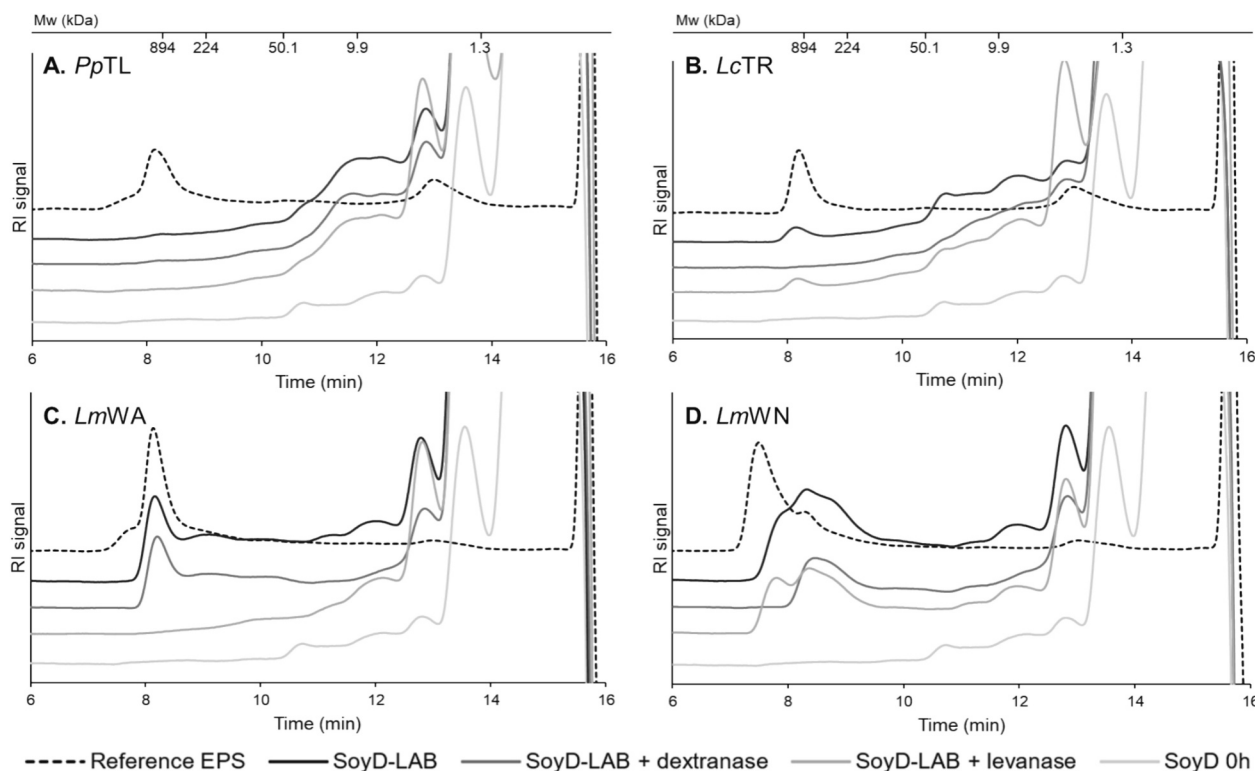 Mw (kDa)
894 224 50.1 9.9 1.3
894 224 50.1 9.9 1.3
A. PpTL
B. LcTR
RI signal
RI signal
6 8 10 12 14 16
6 8 10 12 14 16
Time (min)
Time (min)
C. LmWA
D. LmWN
RI signal
RI signal
6 8 10 12 14 16
6 8 10 12 14 16
Time (min)
Time (min)
Reference EPS SoyD-LAB SoyD-LAB + dextranase SoyD-LAB + levanase SoyD 0h